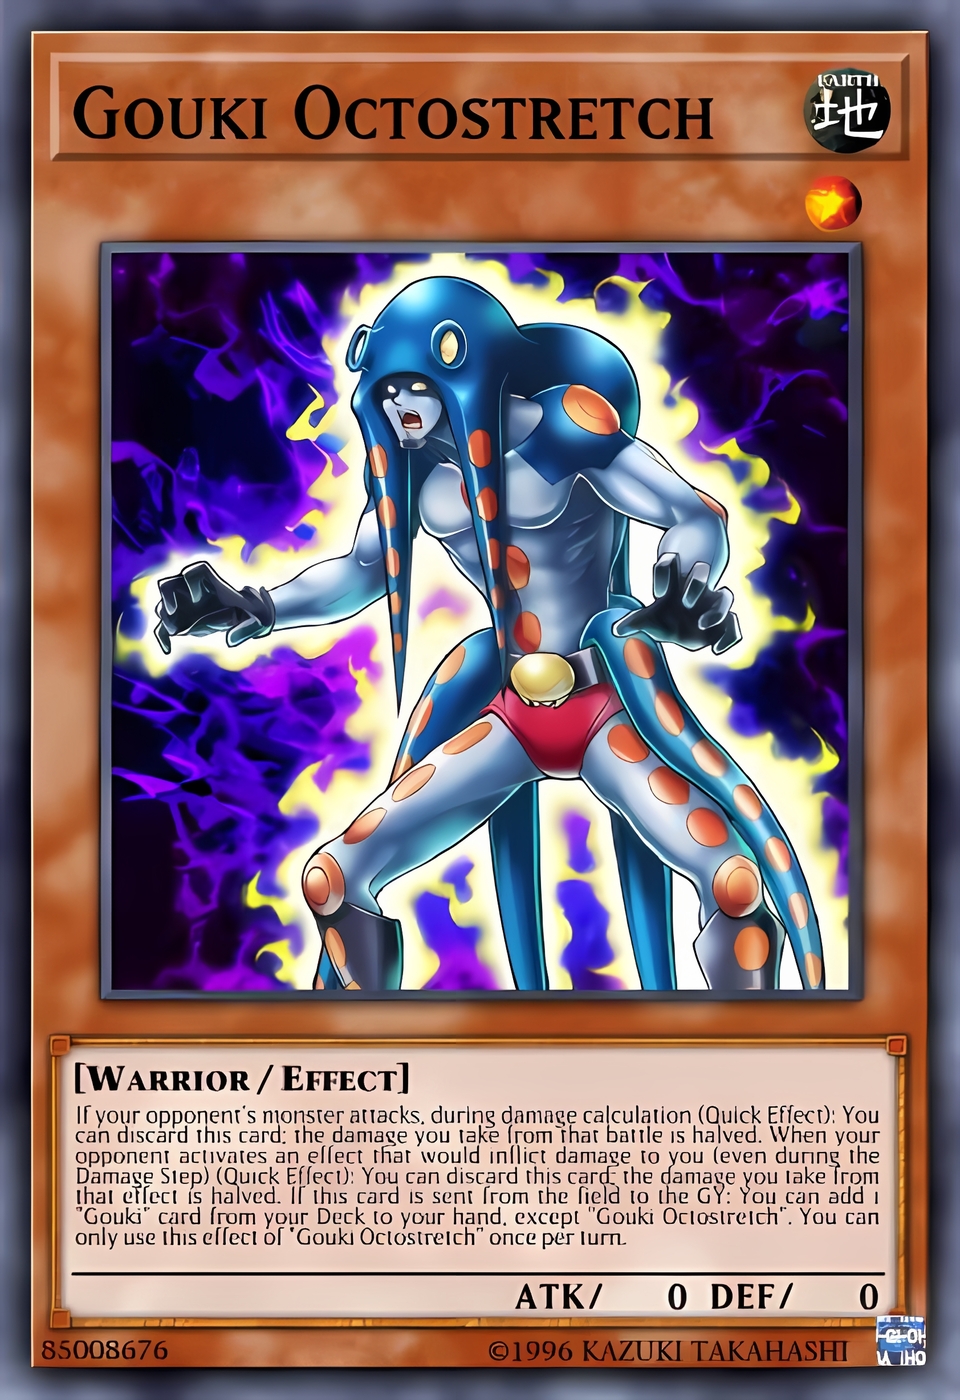 GOUKI OCTOSTRETCH
EARTH
地
[WARRIOR / EFFECT]
If your opponent's monster attacks, during damage calculation (Quick Effect): You
can discard this card; the damage you take from that battle is halved. When your
opponent activates an effect that would inflict damage to you (even during the
Damage Step) (Quick Effect): You can discard this card; the damage you take from
that effect is halved. If this card is sent from the field to the GY: You can add 1
"Gouki" card from your Deck to your hand, except "Gouki Octostretch". You can
only use this effect of "Gouki Octostretch" once per turn.
ATK/ 0 DEF/ 0
85008676 ©1996 KAZUKI TAKAHASHI